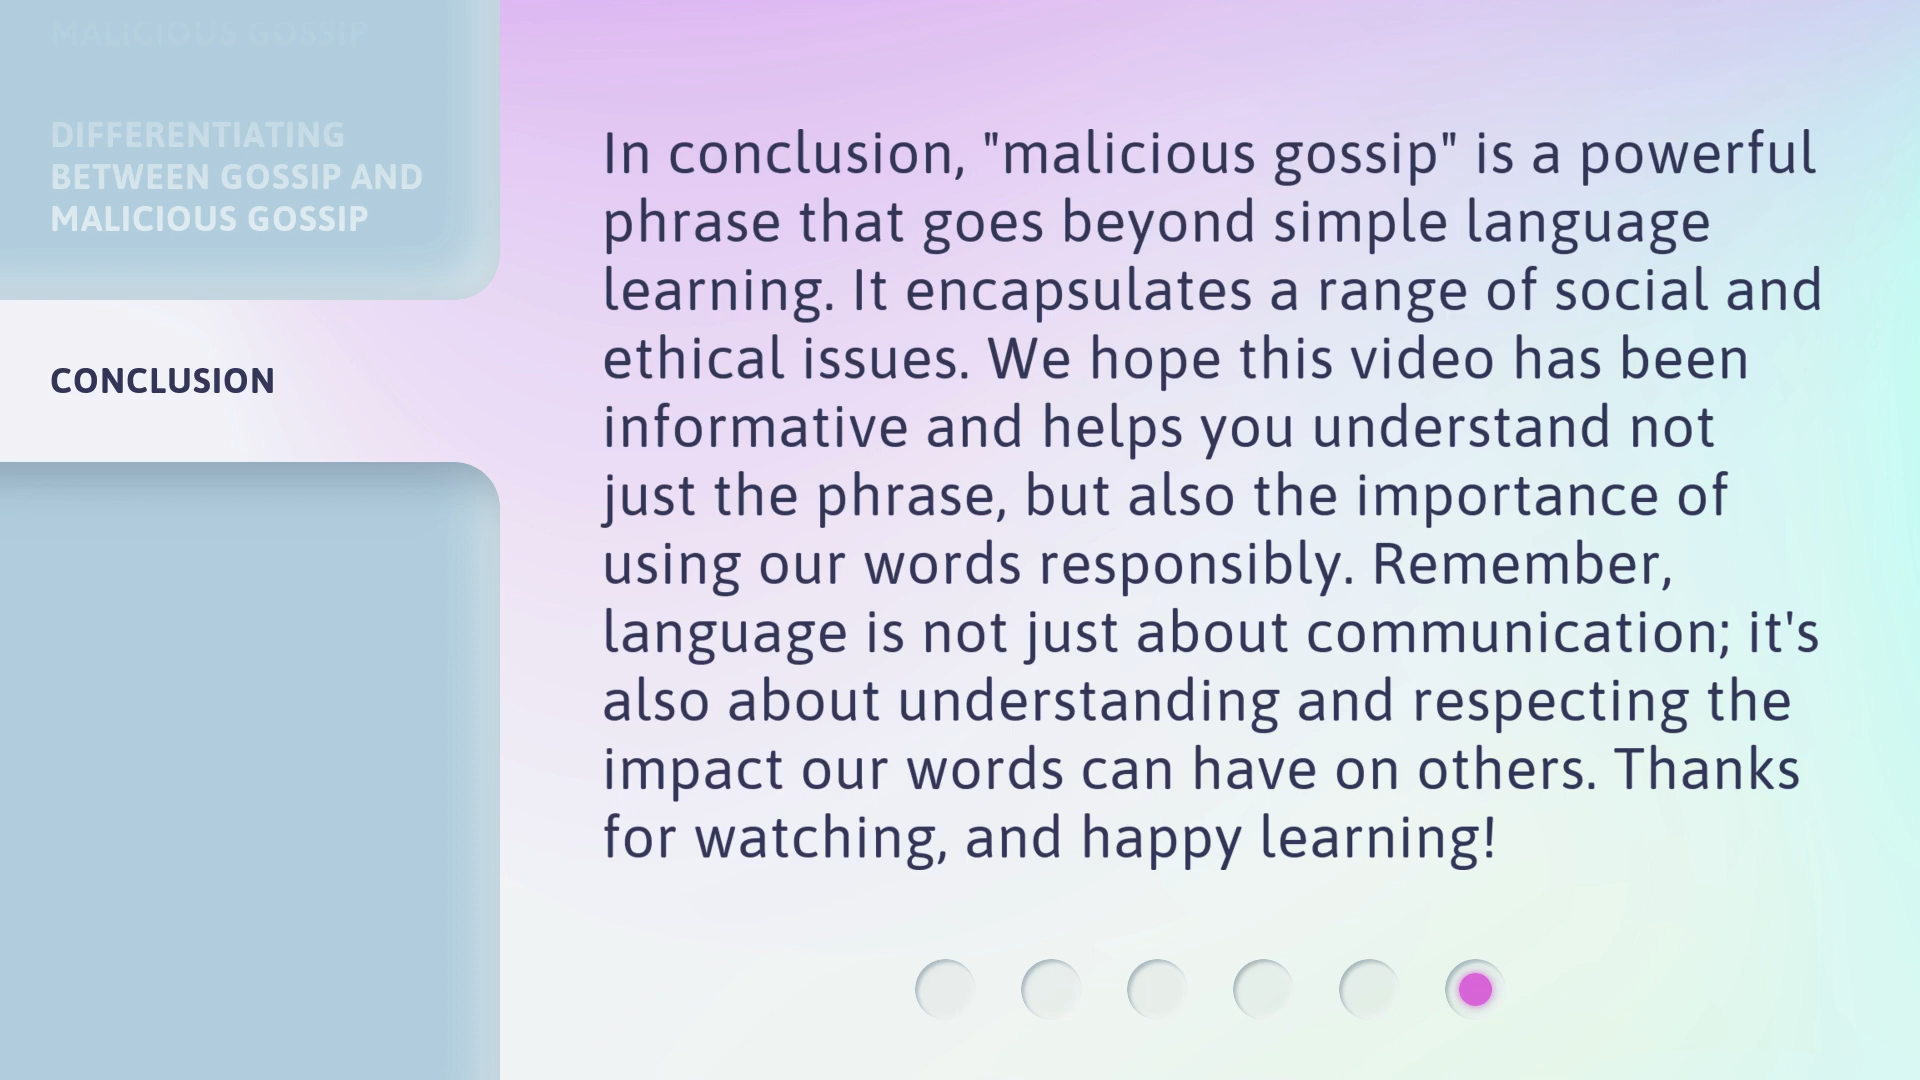 MALICIOUS GOSSIP
DIFFERENTIATING
BETWEEN GOSSIP AND
MALICIOUS GOSSIP
CONCLUSION
In conclusion, "malicious gossip" is a powerful
phrase that goes beyond simple language
learning. It encapsulates a range of social and
ethical issues. We hope this video has been
informative and helps you understand not
just the phrase, but also the importance of
using our words responsibly. Remember,
language is not just about communication; it's
also about understanding and respecting the
impact our words can have on others. Thanks
for watching, and happy learning!